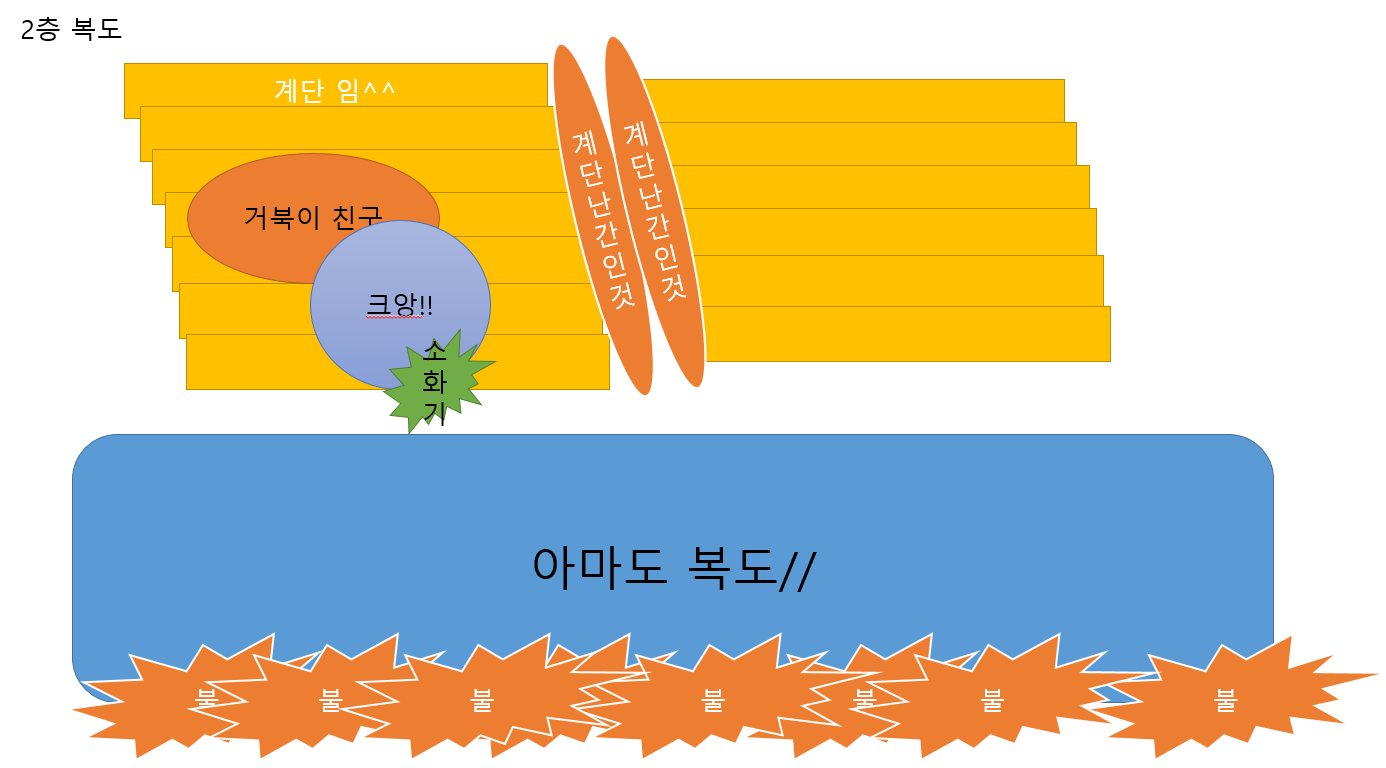 2층 복도
계단 임^^
계단난간인것
계단난간인것
거북이 친구
크앙!!
소화기
아마도 복도//
불
불
불
불
불
불
불